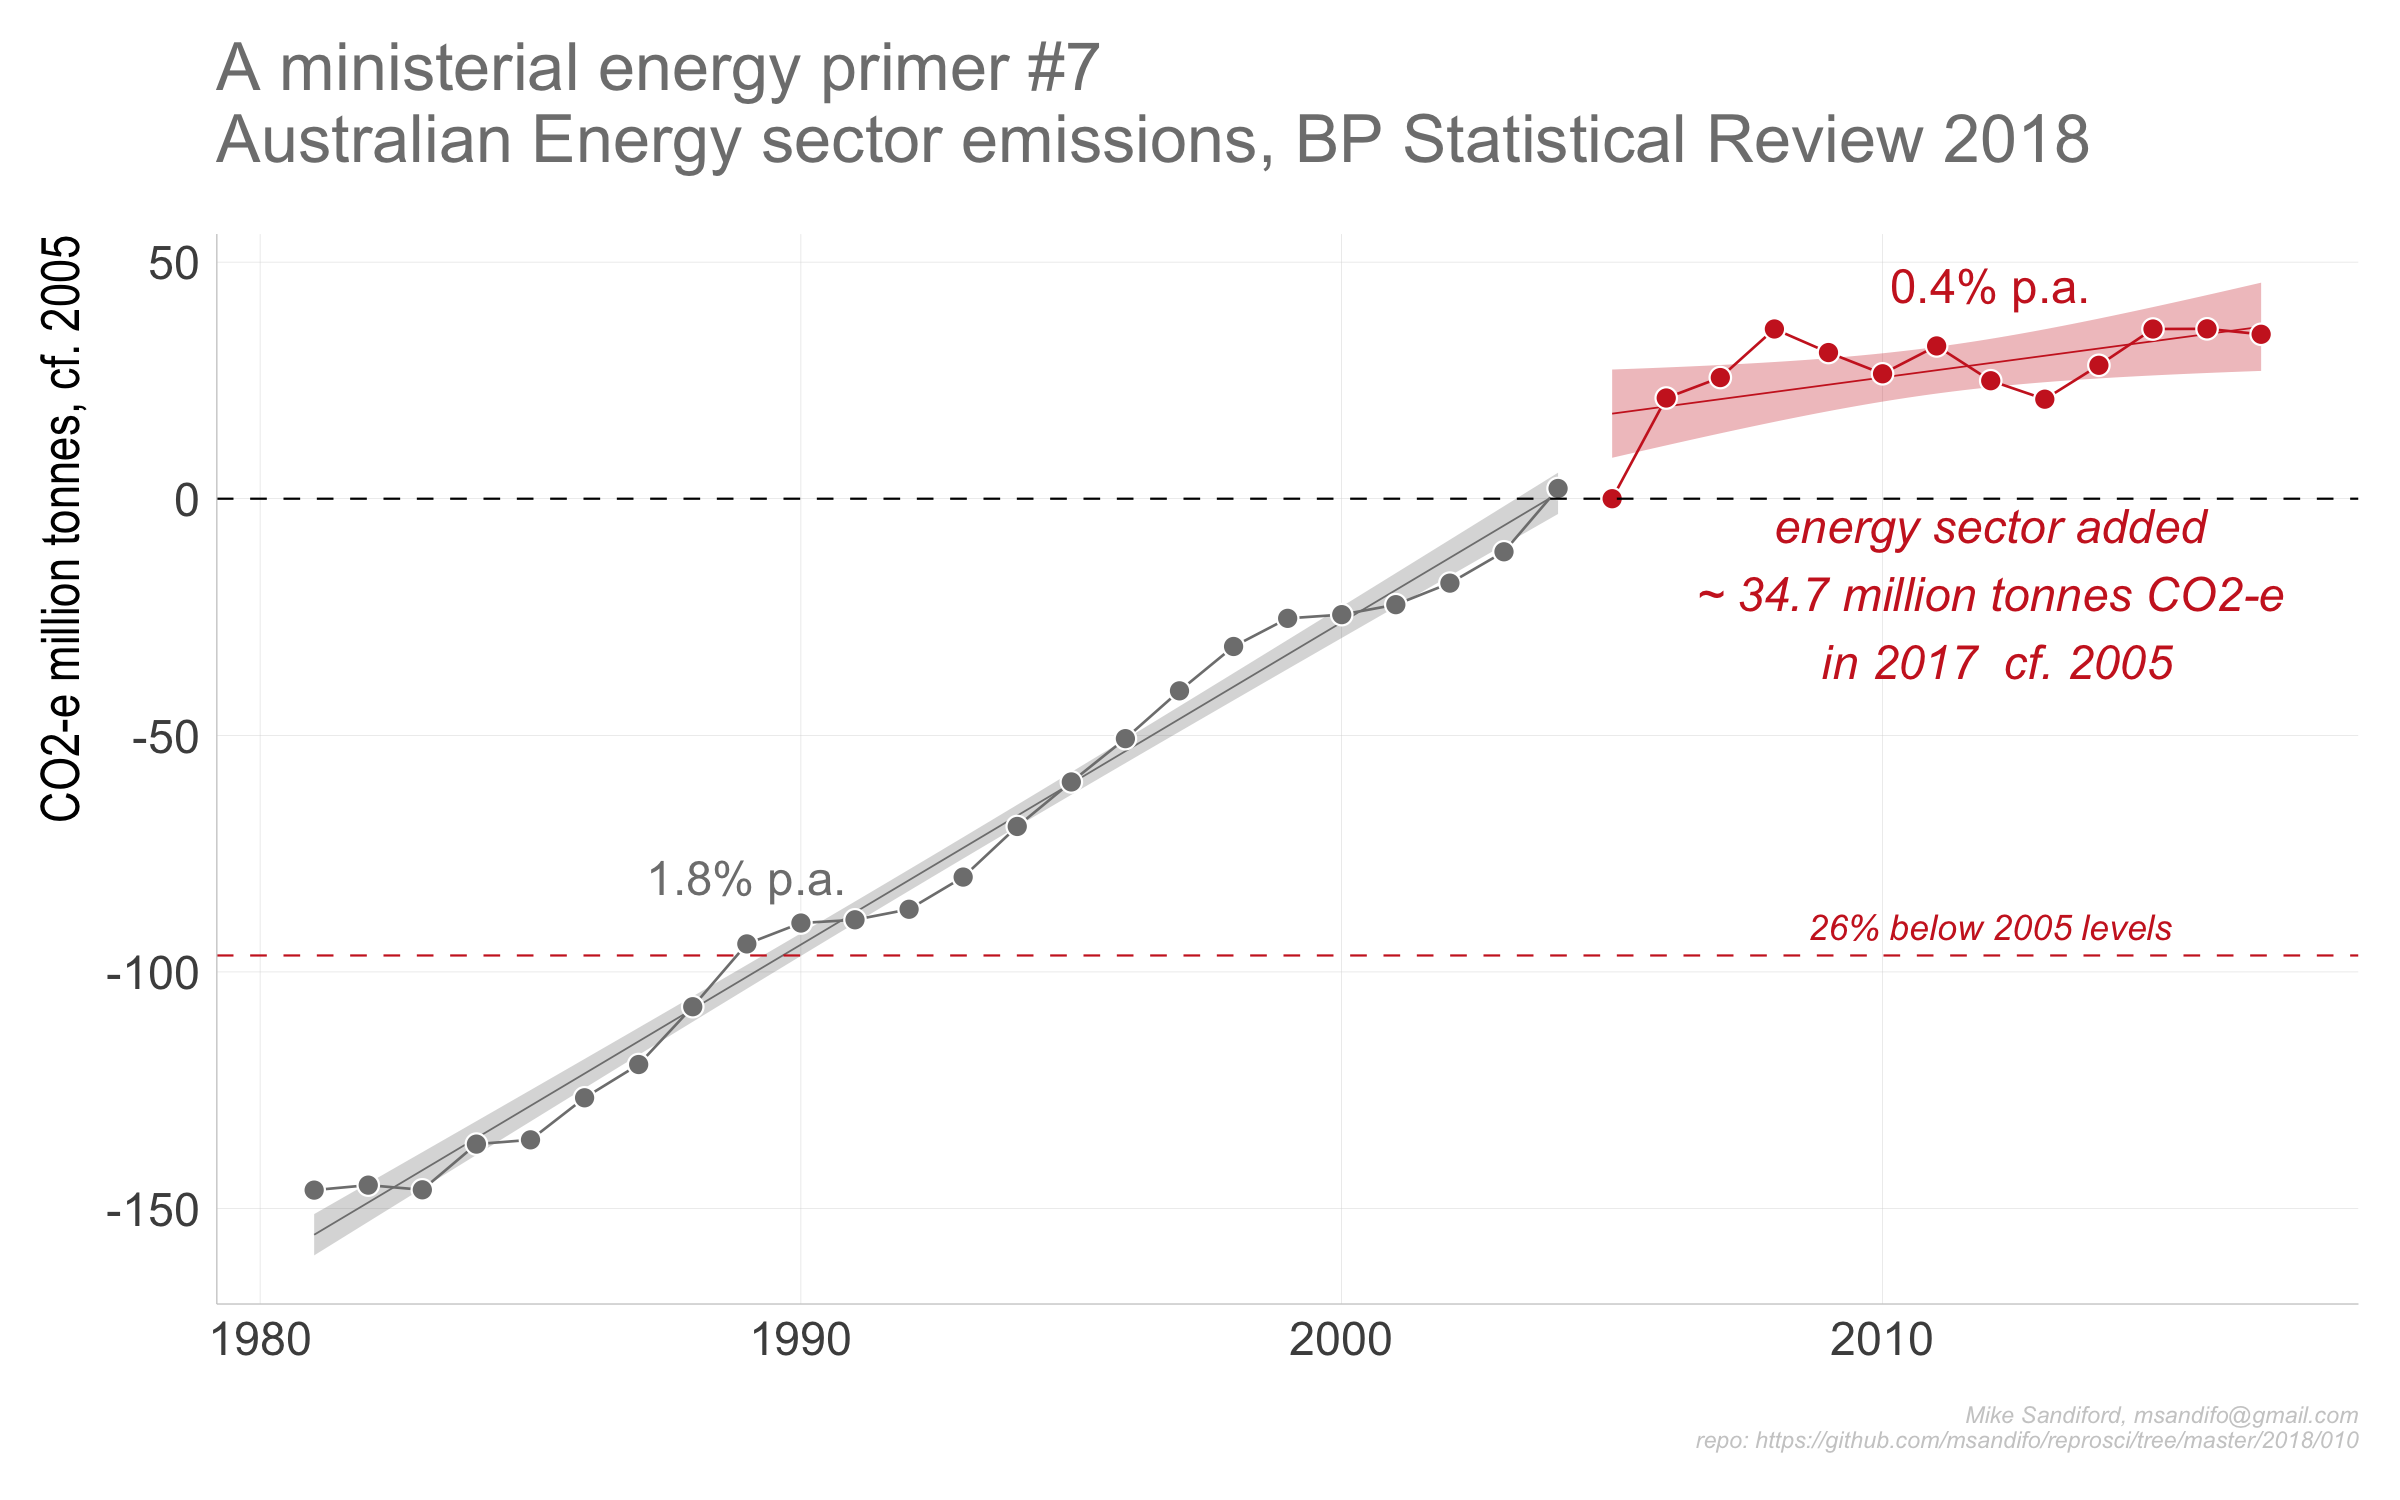 A ministerial energy primer #7
Australian Energy sector emissions, BP Statistical Review 2018
CO2-e million tonnes, cf. 2005
50
0
-50
-100
-150
0.4% p.a.
energy sector added
~ 34.7 million tonnes CO2-e
in 2017  cf. 2005
1.8% p.a.
26% below 2005 levels
1980
1990
2000
2010
Mike Sandiford, msandifo@gmail.com
repo: https://github.com/msandifo/reprosci/tree/master/2018/010